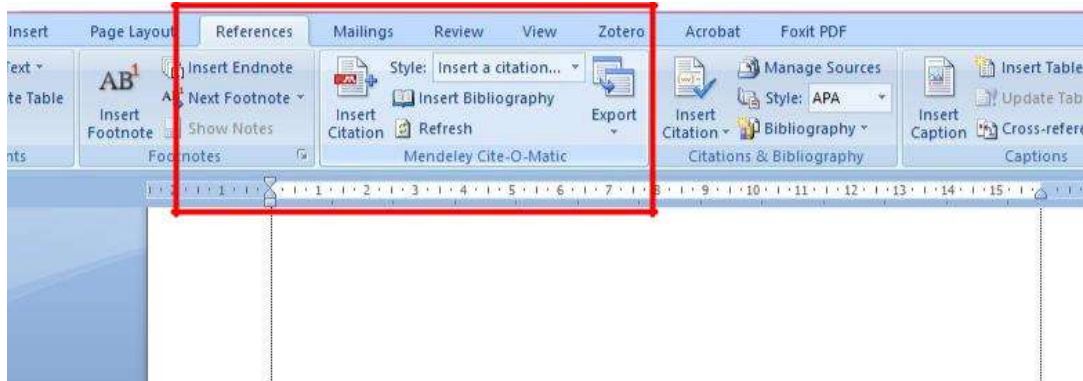 Insert Page Layout References Mailings Review View Zotero Acrobat Foxit PDF
Text
te Table
nts
AB1
Insert
Footnote
Insert Endnote
Next Footnote
Show Notes
Footnotes
Insert
Citation
Style: Insert a citation...
Insert Bibliography
Refresh
Export
Mendeley Cite-O-Matic
Insert
Citation
Manage Sources
Style: APA
Bibliography
Citations & Bibliography
Insert
Caption
Insert Table
Update Tab
Cross-refere
Captions
2 1 1 2 3 4 5 6 7 8 9 10 11 12 13 14 15